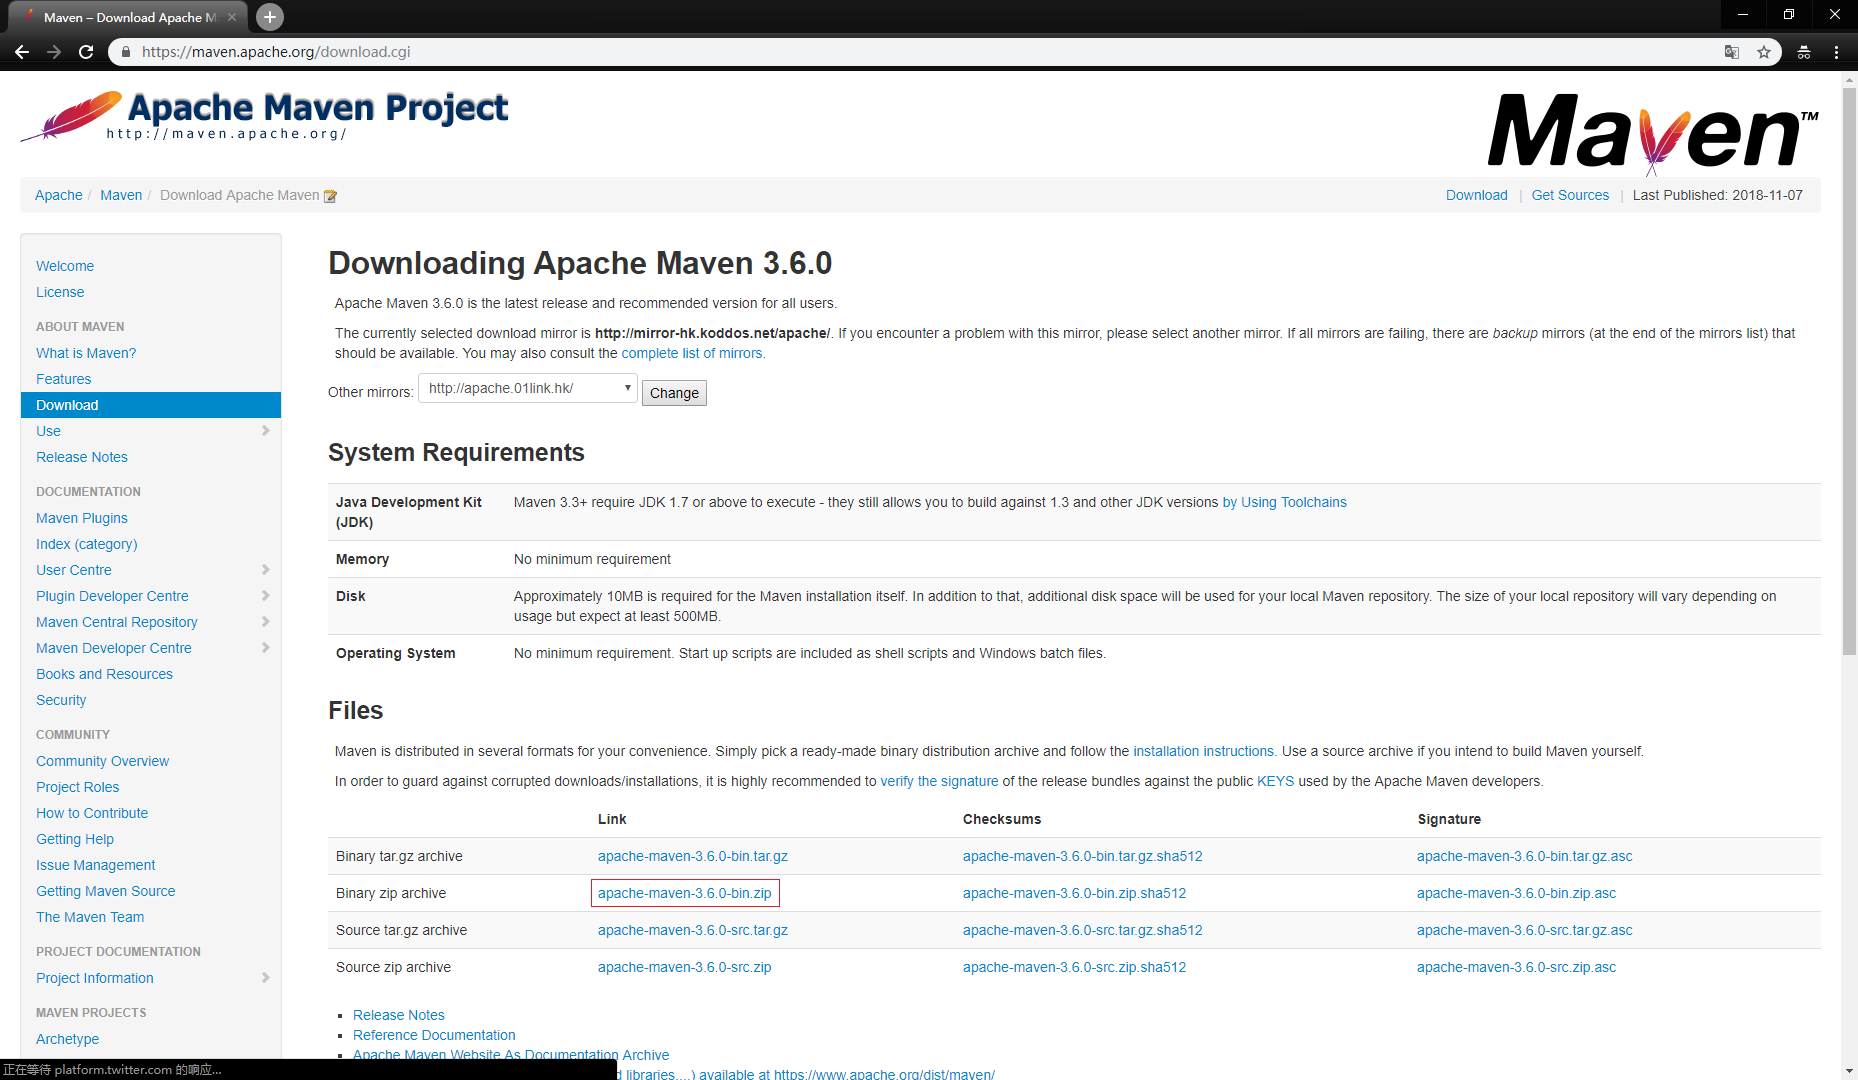 Maven – Download Apache M
https://maven.apache.org/download.cgi
Apache Maven Project
http://maven.apache.org/
Maven™
Apache / Maven / Download Apache Maven
Download | Get Sources | Last Published: 2018-11-07
Welcome
License
ABOUT MAVEN
What is Maven?
Features
Download
Use
Release Notes
DOCUMENTATION
Maven Plugins
Index (category)
User Centre
Plugin Developer Centre
Maven Central Repository
Maven Developer Centre
Books and Resources
Security
COMMUNITY
Community Overview
Project Roles
How to Contribute
Getting Help
Issue Management
Getting Maven Source
The Maven Team
PROJECT DOCUMENTATION
Project Information
MAVEN PROJECTS
Archetype
Downloading Apache Maven 3.6.0
Apache Maven 3.6.0 is the latest release and recommended version for all users.
The currently selected download mirror is http://mirror-hk.koddos.net/apache/. If you encounter a problem with this mirror, please select another mirror. If all mirrors are failing, there are backup mirrors (at the end of the mirrors list) that
should be available. You may also consult the complete list of mirrors.
Other mirrors: http://apache.01link.hk/ Change
System Requirements
Java Development Kit Maven 3.3+ require JDK 1.7 or above to execute - they still allows you to build against 1.3 and other JDK versions by Using Toolchains
(JDK)
Memory No minimum requirement
Disk Approximately 10MB is required for the Maven installation itself. In addition to that, additional disk space will be used for your local Maven repository. The size of your local repository will vary depending on
usage but expect at least 500MB.
Operating System No minimum requirement. Start up scripts are included as shell scripts and Windows batch files.
Files
Maven is distributed in several formats for your convenience. Simply pick a ready-made binary distribution archive and follow the installation instructions. Use a source archive if you intend to build Maven yourself.
In order to guard against corrupted downloads/installations, it is highly recommended to verify the signature of the release bundles against the public KEYS used by the Apache Maven developers.
Link Checksums Signature
Binary tar.gz archive apache-maven-3.6.0-bin.tar.gz apache-maven-3.6.0-bin.tar.gz.sha512 apache-maven-3.6.0-bin.tar.gz.asc
Binary zip archive apache-maven-3.6.0-bin.zip apache-maven-3.6.0-bin.zip.sha512 apache-maven-3.6.0-bin.zip.asc
Source tar.gz archive apache-maven-3.6.0-src.tar.gz apache-maven-3.6.0-src.tar.gz.sha512 apache-maven-3.6.0-src.tar.gz.asc
Source zip archive apache-maven-3.6.0-src.zip apache-maven-3.6.0-src.zip.sha512 apache-maven-3.6.0-src.zip.asc
Release Notes
Reference Documentation
Apache Maven Website As Documentation Archive
d libraries,...) available at https://www.apache.org/dist/maven/
正在等待 platform.twitter.com 的响应...